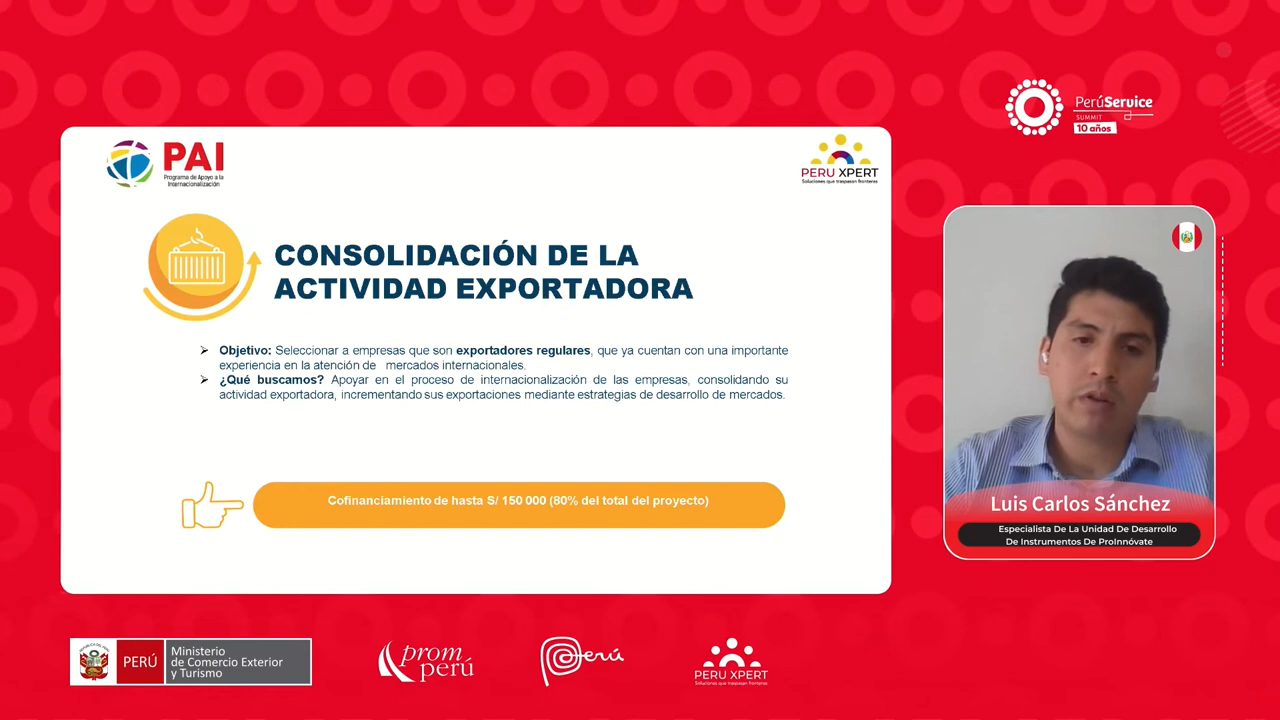 PerúService
SUMMIT
10 años
PAI
Programa de Apoyo a la
Internacionalización
PERU XPERT
Soluciones que traspasan fronteras
CONSOLIDACIÓN DE LA
ACTIVIDAD EXPORTADORA
Objetivo: Seleccionar a empresas que son exportadores regulares, que ya cuentan con una importante
experiencia en la atención de mercados internacionales.
¿Qué buscamos? Apoyar en el proceso de internacionalización de las empresas, consolidando su
actividad exportadora, incrementando sus exportaciones mediante estrategias de desarrollo de mercados.
Cofinanciamiento de hasta S/ 150 000 (80% del total del proyecto)
Luis Carlos Sánchez
Especialista De La Unidad De Desarrollo
De Instrumentos De ProInnóvate
PERÚ
Ministerio
de Comercio Exterior
y Turismo
prom
perú
Perú
PERU XPERT
Soluciones que traspasan fronteras